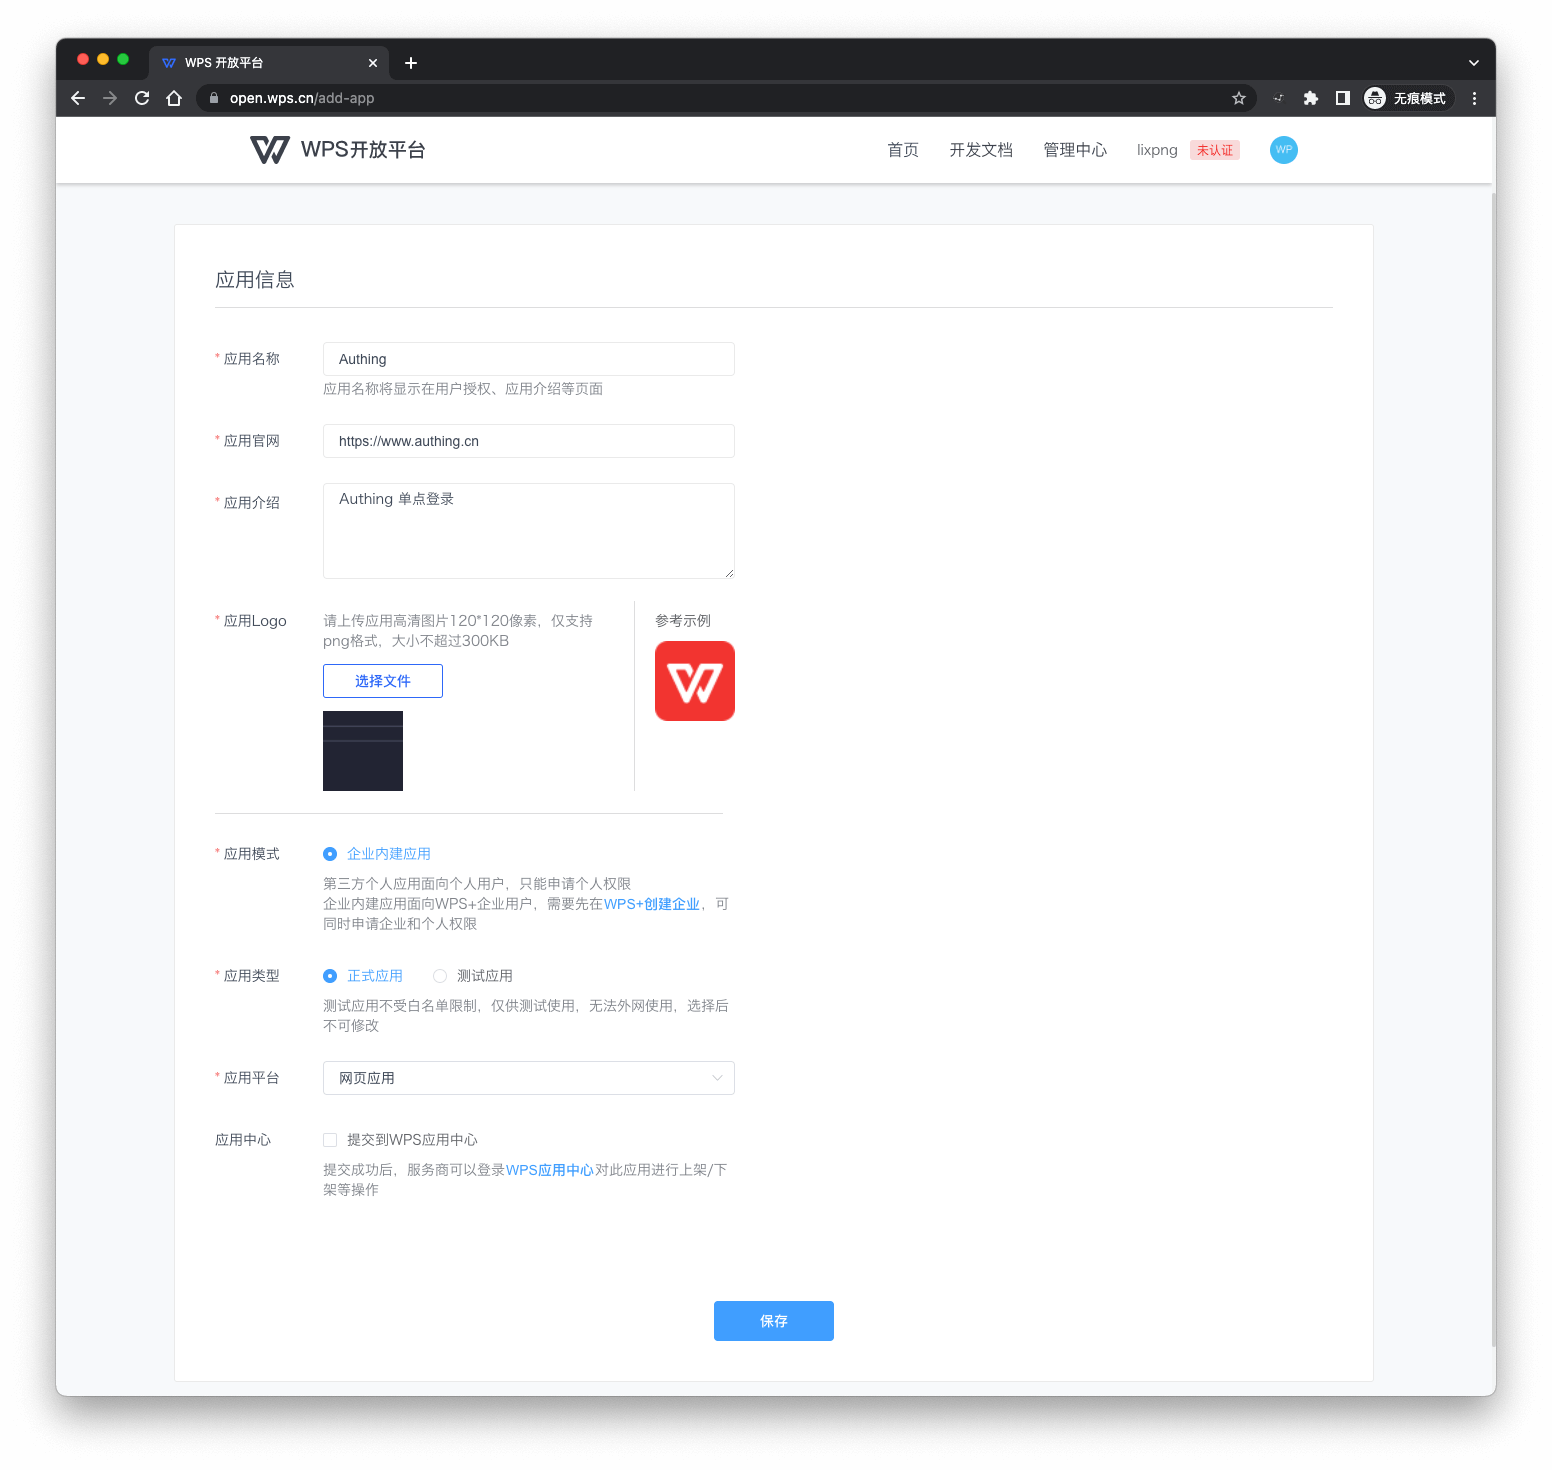 WPS 开放平台
open.wps.cn/add-app
无痕模式
WPS开放平台
首页 开发文档 管理中心 lixpng 未认证 WP
应用信息
* 应用名称 Authing
应用名称将显示在用户授权、应用介绍等页面
* 应用官网 https://www.authing.cn
* 应用介绍 Authing 单点登录
* 应用Logo 请上传应用高清图片120*120像素，仅支持
png格式，大小不超过300KB
参考示例
选择文件
* 应用模式 企业内建应用
第三方个人应用面向个人用户，只能申请个人权限
企业内建应用面向WPS+企业用户，需要先在WPS+创建企业，可
同时申请企业和个人权限
* 应用类型 正式应用 测试应用
测试应用不受白名单限制，仅供测试使用，无法外网使用，选择后
不可修改
* 应用平台 网页应用
应用中心 提交到WPS应用中心
提交成功后，服务商可以登录WPS应用中心对此应用进行上架/下
架等操作
保存